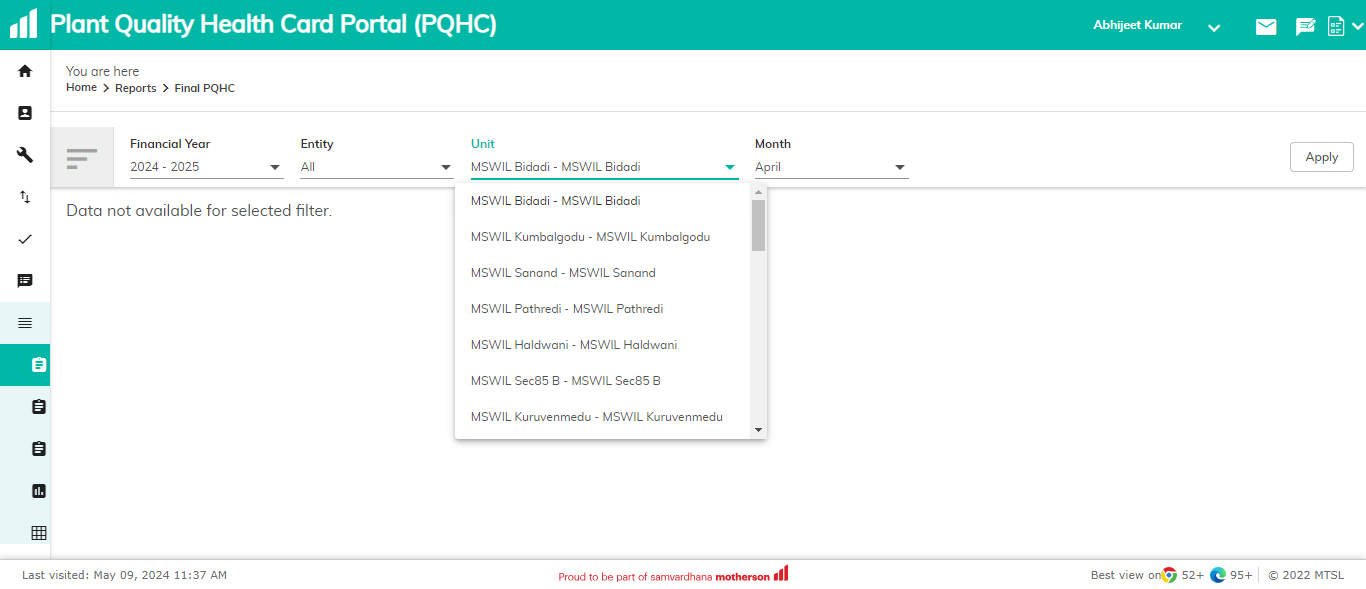 Plant Quality Health Card Portal (PQHC)
Abhijeet Kumar
You are here
Home > Reports > Final PQHC
Financial Year
2024 - 2025
Entity
All
Unit
MSWIL Bidadi - MSWIL Bidadi
Month
April
Apply
MSWIL Bidadi - MSWIL Bidadi
MSWIL Kumbalgodu - MSWIL Kumbalgodu
MSWIL Sanand - MSWIL Sanand
MSWIL Pathredi - MSWIL Pathredi
MSWIL Haldwani - MSWIL Haldwani
MSWIL Sec85 B - MSWIL Sec85 B
MSWIL Kuruvenmedu - MSWIL Kuruvenmedu
Data not available for selected filter.
Last visited: May 09, 2024 11:37 AM
Proud to be part of samvardhana motherson
Best view on 52+ 95+ © 2022 MTSL